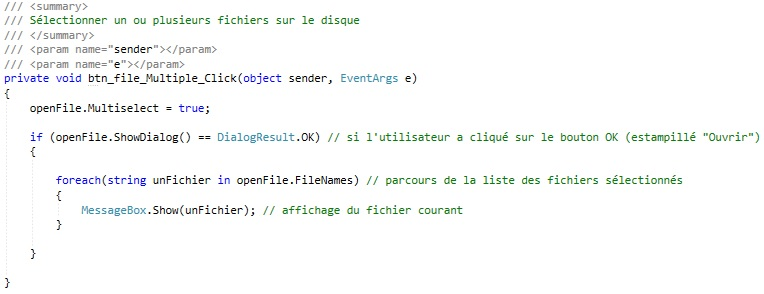 /// <summary>
/// Sélectionner un ou plusieurs fichiers sur le disque
/// </summary>
/// <param name="sender"></param>
/// <param name="e"></param>
private void btn_file_Multiple_Click(object sender, EventArgs e)
{
openFile.Multiselect = true;
if (openFile.ShowDialog() == DialogResult.OK) // si l'utilisateur a cliqué sur le bouton OK (estampillé "Ouvrir")
{
foreach(string unFichier in openFile.FileNames) // parcours de la liste des fichiers sélectionnés
{
MessageBox.Show(unFichier); // affichage du fichier courant
}
}
}